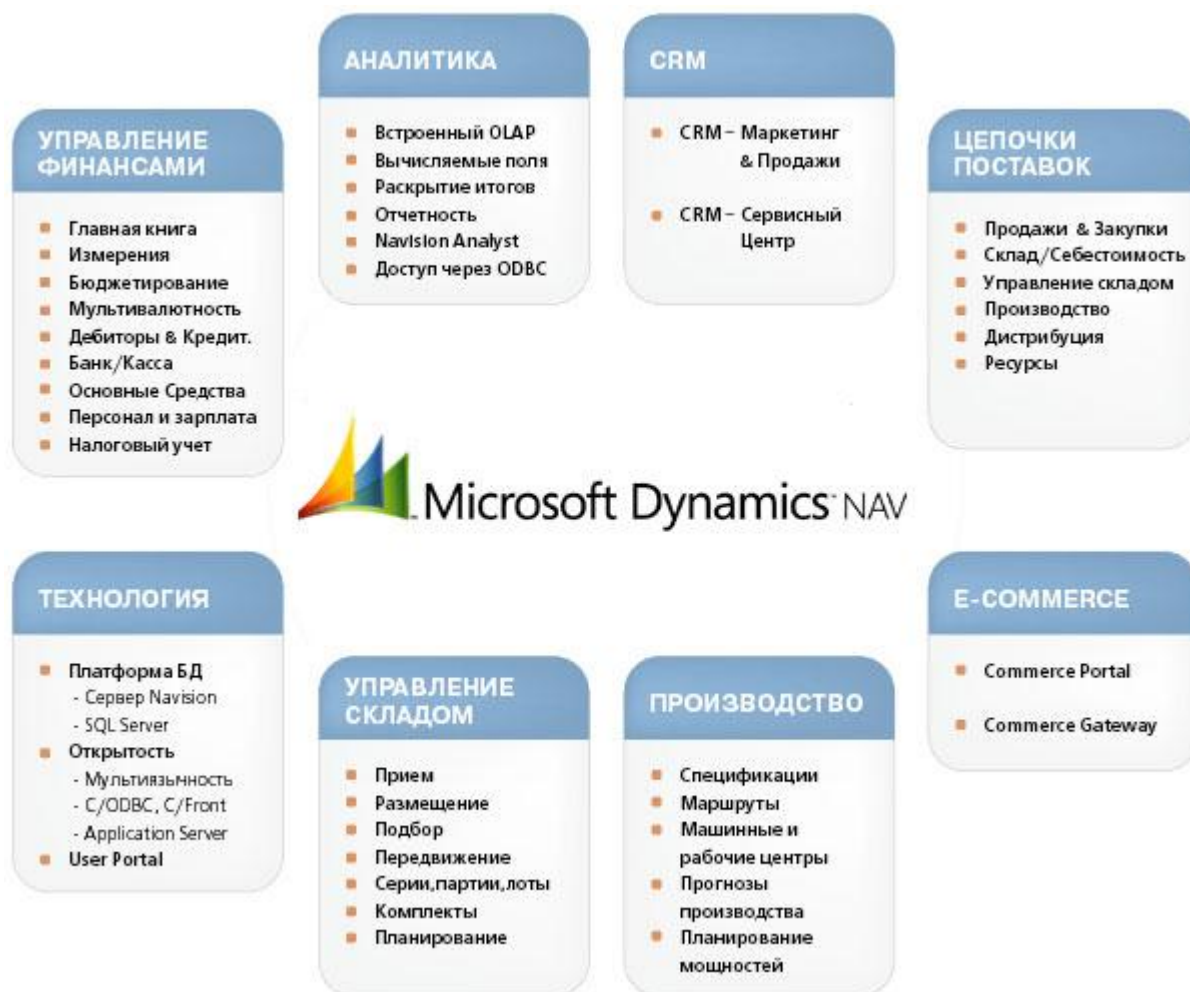 АНАЛИТИКА
Встроенный OLAP
Вычисляемые поля
Раскрытие итогов
Отчетность
Navision Analyst
Доступ через ODBC
CRM
CRM – Маркетинг
& Продажи
CRM – Сервисный
Центр
УПРАВЛЕНИЕ
ФИНАНСАМИ
Главная книга
Измерения
Бюджетирование
Мультивалютность
Дебиторы & Кредит.
Банк/Касса
Основные Средства
Персонал и зарплата
Налоговый учет
ЦЕПОЧКИ
ПОСТАВОК
Продажи & Закупки
Склад/Себестоимость
Управление складом
Производство
Дистрибуция
Ресурсы
Microsoft Dynamics NAV
ТЕХНОЛОГИЯ
Платформа БД
- Сервер Navision
- SQL Server
Открытость
- Мультиязычность
- C/ODBC, C/Front
- Application Server
User Portal
УПРАВЛЕНИЕ
СКЛАДОМ
Прием
Размещение
Подбор
Передвижение
Серии,партии,лоты
Комплекты
Планирование
ПРОИЗВОДСТВО
Спецификации
Маршруты
Машинные и
рабочие центры
Прогнозы
производства
Планирование
мощностей
E-COMMERCE
Commerce Portal
Commerce Gateway